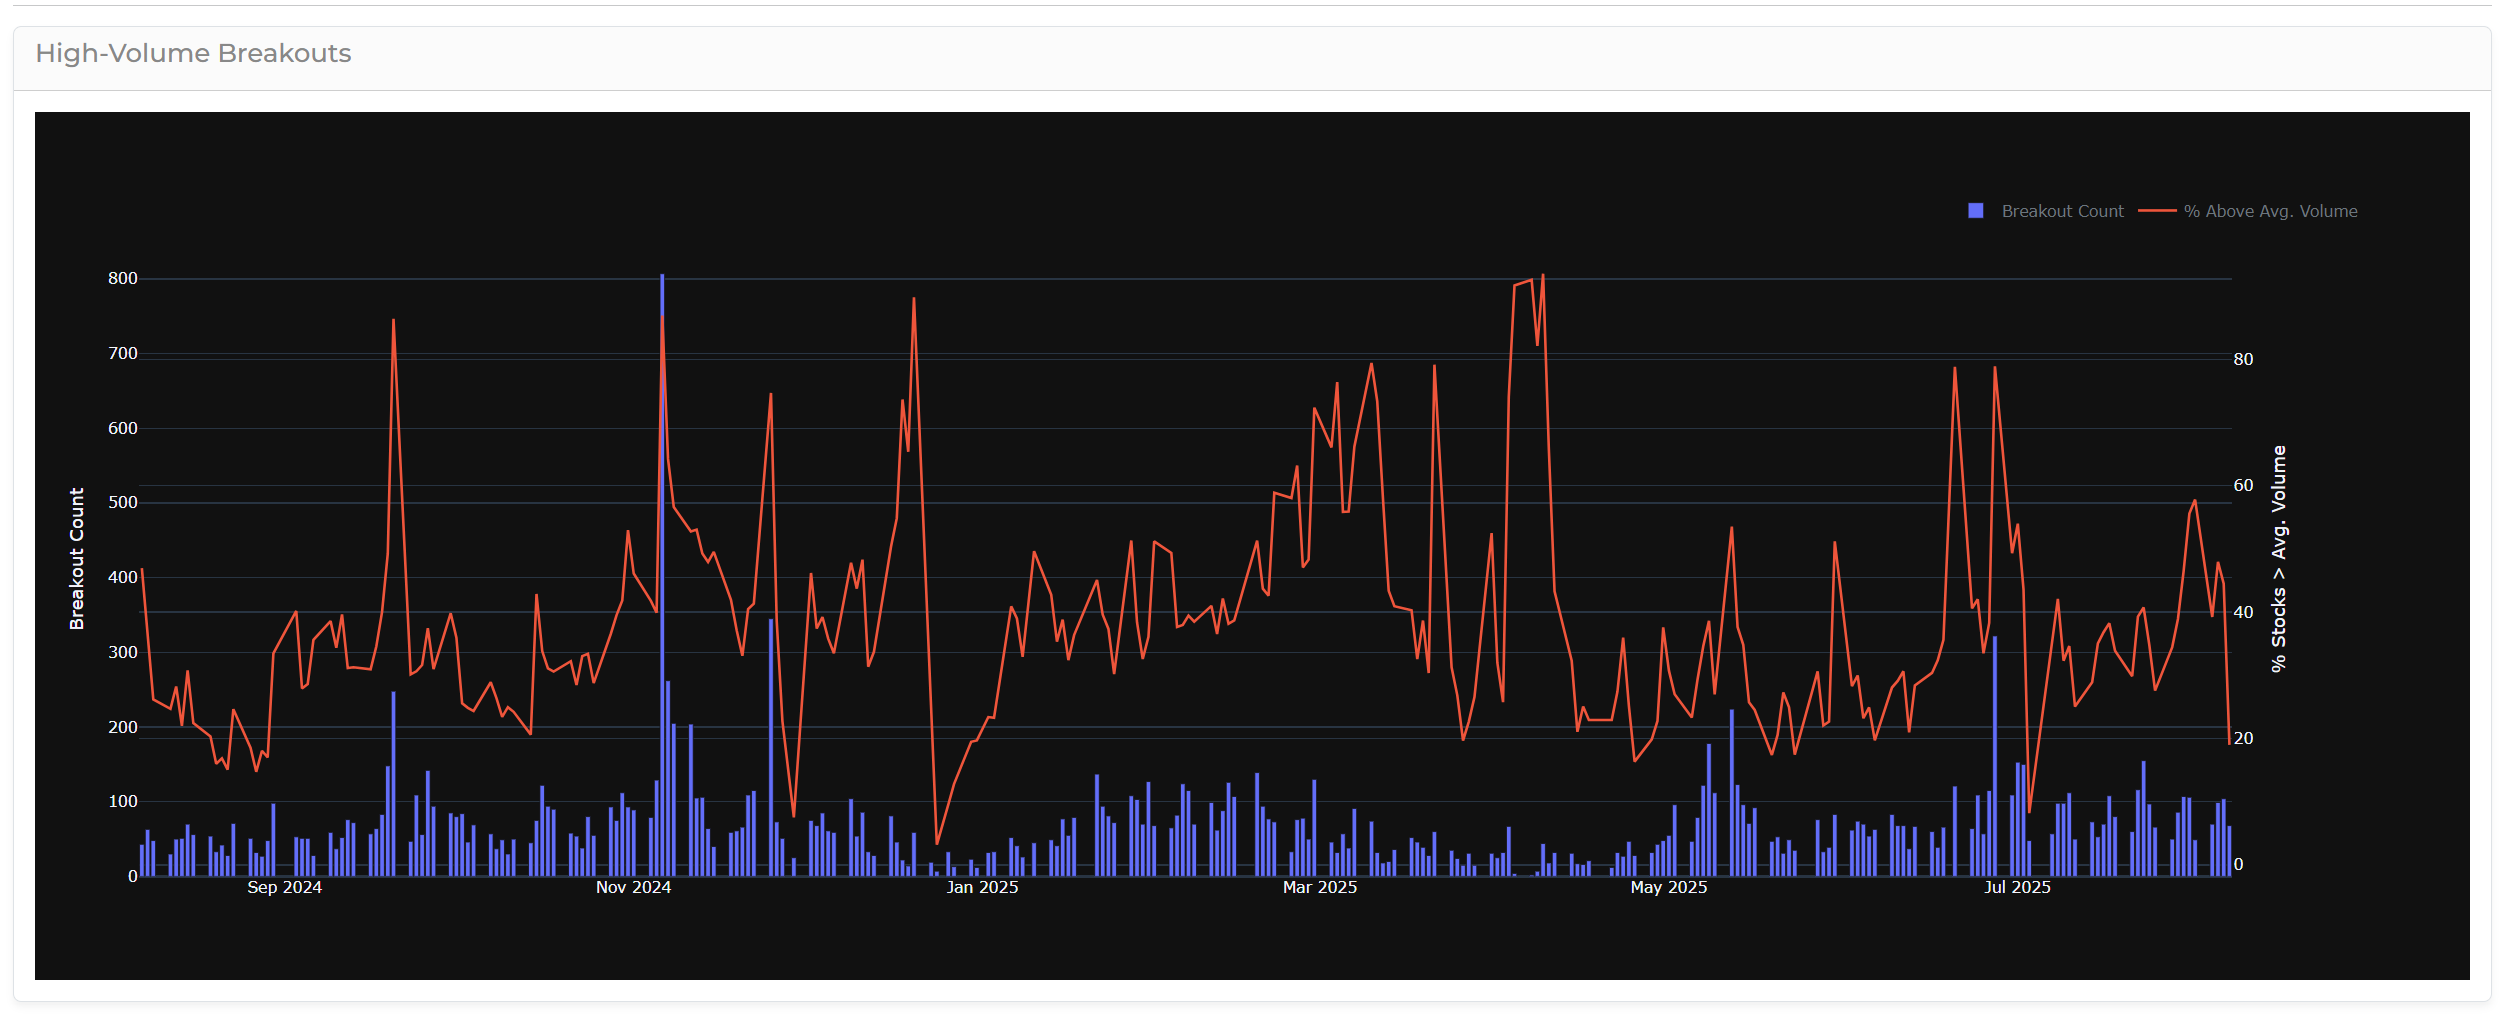 High-Volume Breakouts
Breakout Count
% Above Avg. Volume
800
700
600
500
400
300
200
100
0
Breakout Count
80
60
40
20
0
% Stocks > Avg. Volume
Sep 2024
Nov 2024
Jan 2025
Mar 2025
May 2025
Jul 2025